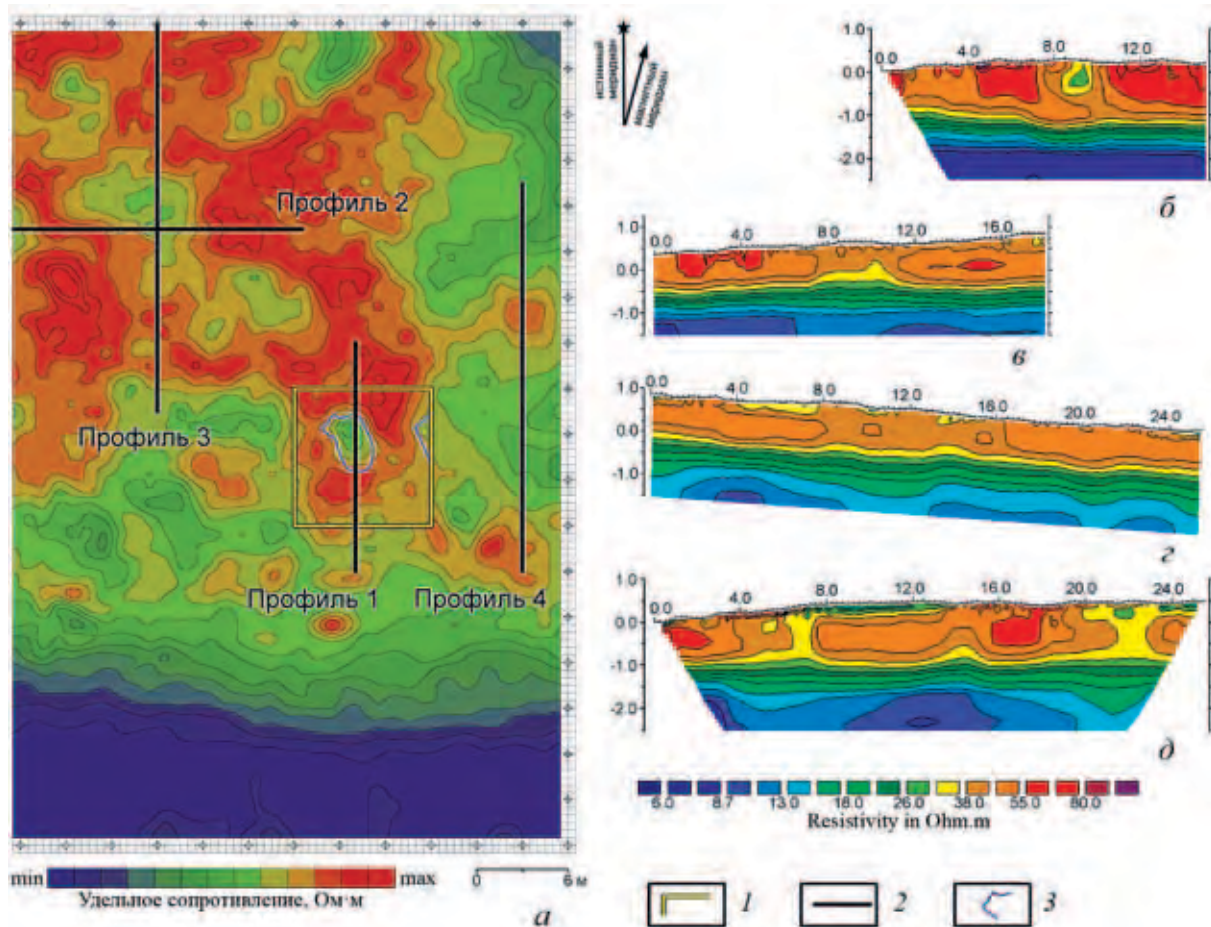 Профиль 2
Профиль 3
Профиль 1
Профиль 4
min
max
Удельное сопротивление, Ом·м
0
6 м
а
истинный
меридиан
магнитный
меридиан
0.0
4.0
8.0
12.0
0.0
-1.0
-2.0
б
1.0
0.0
-1.0
0.0
4.0
8.0
12.0
16.0
в
1.0
0.0
-1.0
0.0
4.0
8.0
12.0
16.0
20.0
24.0
г
1.0
0.0
-1.0
-2.0
0.0
4.0
8.0
12.0
16.0
20.0
24.0
д
6.0
8.7
13.0
18.0
26.0
38.0
55.0
80.0
Resistivity in Ohm.m
1
2
3